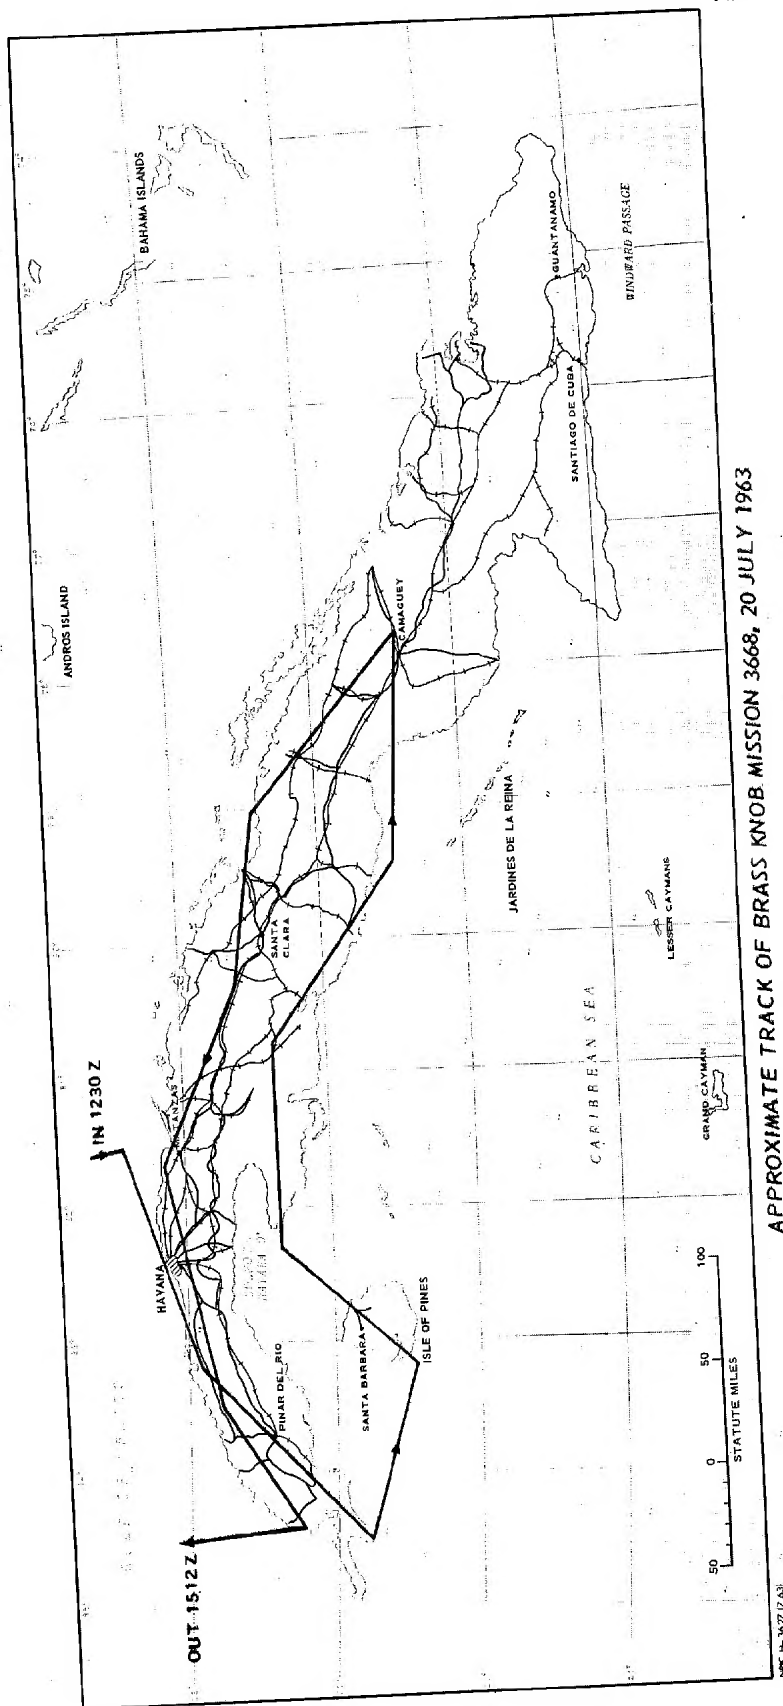 IN 1230 Z
OUT 1512 Z
HAVANA
PINAR DEL RIO
SANTA BARBARA
ISLE OF PINES
SANTA
CLARA
CAMAGUEY
ANDROS ISLAND
BAHAMA ISLANDS
GUANTANAMO
SANTIAGO DE CUBA
WINDWARD PASSAGE
JARDINES DE LA REINA
CARIBBEAN SEA
LESSER CAYMANS
GRAND CAYMAN
50 0 50 100
STATUTE MILES
APPROXIMATE TRACK OF BRASS KNOB MISSION 3668, 20 JULY 1963